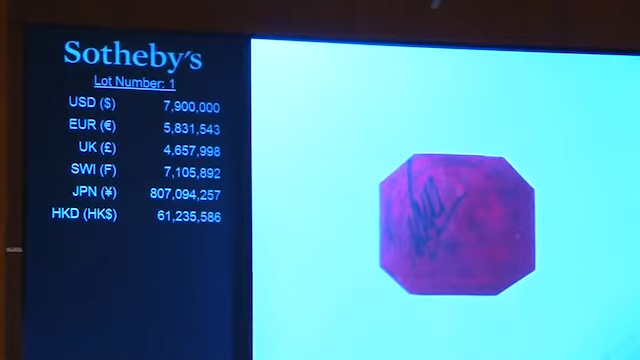 Sotheby's
Lot Number: 1
USD ($) 7,900,000
EUR (€) 5,831,543
UK (£) 4,657,998
SWI (F) 7,105,892
JPN (¥) 807,094,257
HKD (HK$) 61,235,586